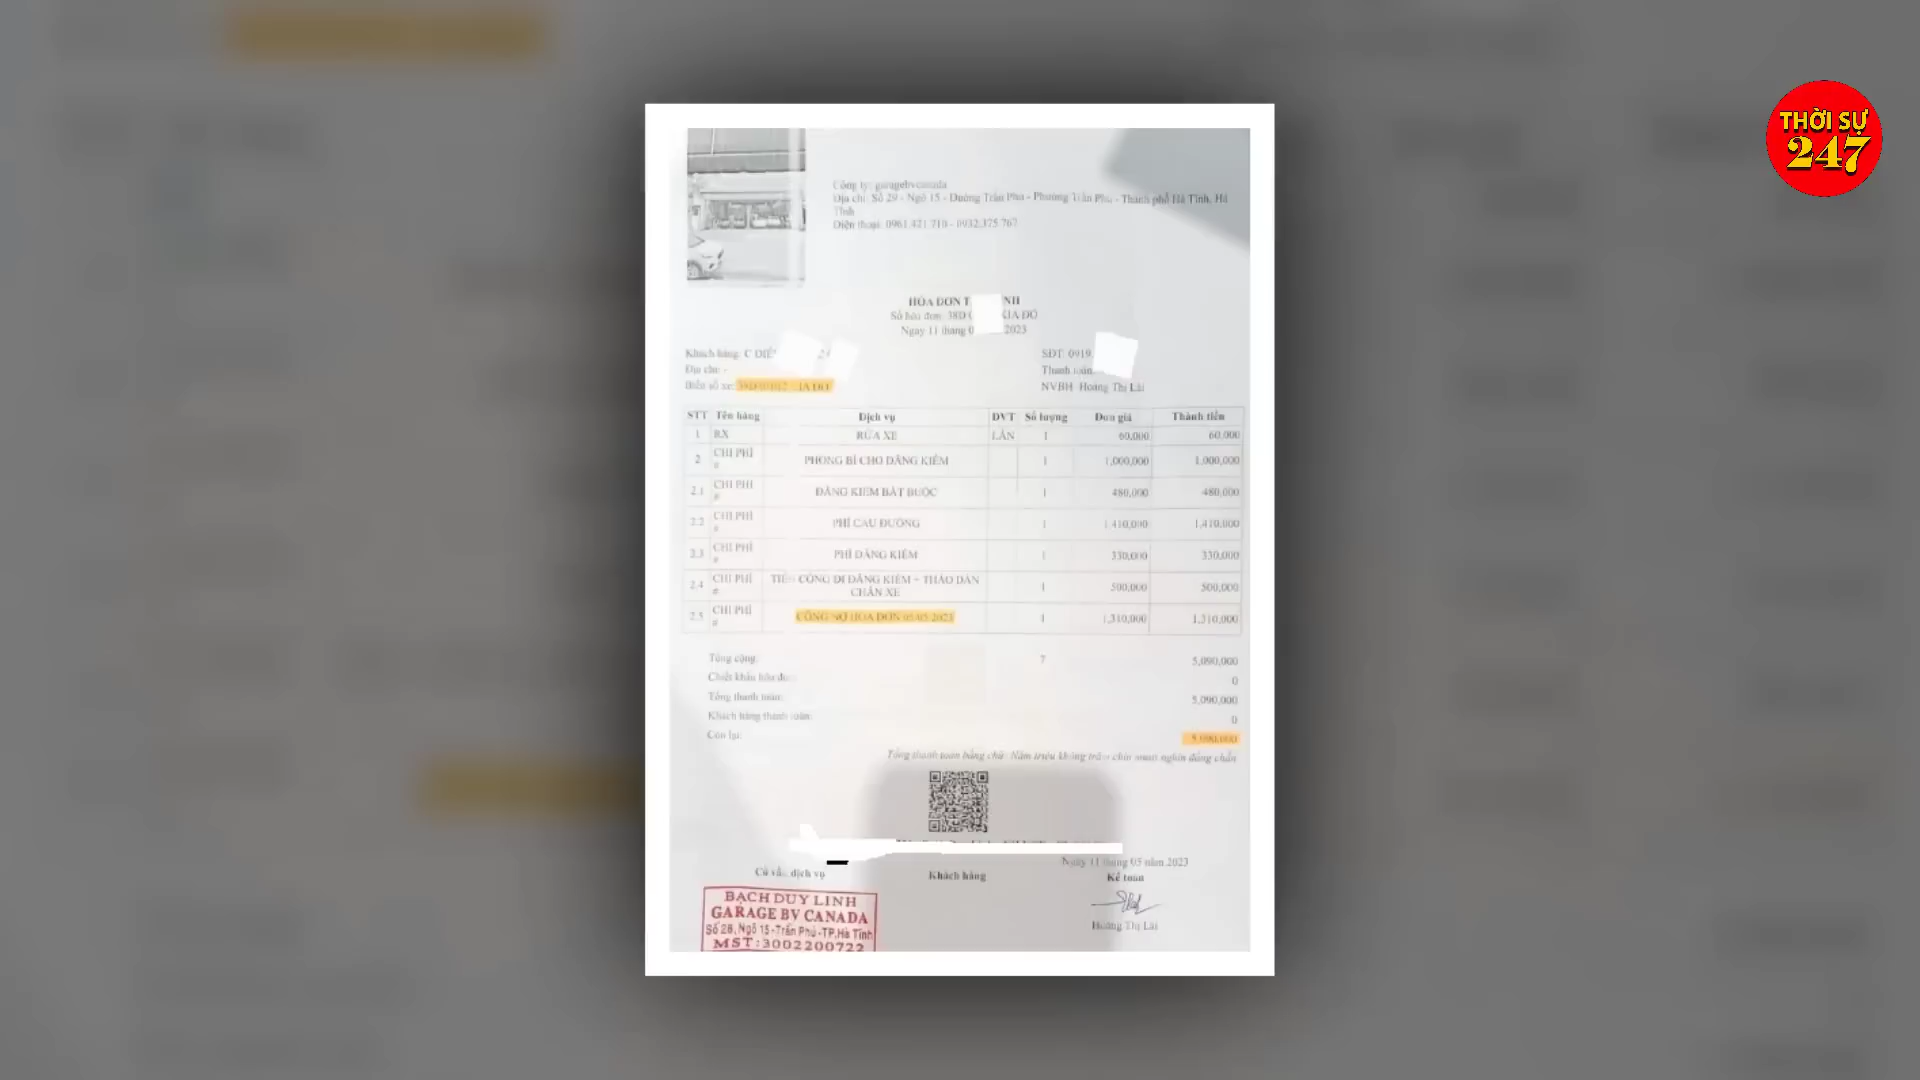 THỜI SỰ
247
Công ty: garagebvcanada
Địa chỉ: Số 29 - Ngõ 15 - Đường Trần Phú - Phường Trần Phú - Thành phố Hà Tĩnh, Hà
Tĩnh
Điện thoại: 0961.421.710 - 0932.375.767
HÓA ĐƠN T NH
Số hóa đơn: 38D KIA ĐỎ
Ngày 11 tháng 0 2023
Khách hàng: C
SĐT 0919.
Địa chỉ: -
Thanh toán:
Biển số xe:
NVBH Hoàng Thị Lài
STT Tên hàng Dịch vụ ĐVT Số lượng Đơn giá Thành tiền
1 RX RỬA XE LẦN 1 60,000 60,000
2 CHI PHÍ # PHONG BÌ CHO ĐĂNG KIỂM 1 1,000,000 1,000,000
2.1 CHI PHÍ # ĐĂNG KIỂM BẮT BUỘC 1 480,000 480,000
2.2 CHI PHÍ # PHÍ CẦU ĐƯỜNG 1 1,410,000 1,410,000
2.3 CHI PHÍ # PHÍ ĐĂNG KIỂM 1 330,000 330,000
2.4 CHI PHÍ # TIỀN CÔNG ĐI ĐĂNG KIỂM + THÁO DÁN CHÂN XE 1 500,000 500,000
2.5 CHI PHÍ # CÔNG NỢ HÓA ĐƠN 05/05/2023 1 1,310,000 1,310,000
Tổng cộng: 7 5,090,000
Chiết khấu hóa đơn: 0
Tổng thanh toán: 5,090,000
Khách hàng thanh toán: 0
Còn lại: 5,090,000
Tổng thanh toán bằng chữ: Năm triệu không trăm chín mươi nghìn đồng chẵn
Ngày 11 tháng 05 năm 2023
Cố vấn dịch vụ Khách hàng Kế toán
BẠCH DUY LINH
GARAGE BV CANADA
Số 28, Ngõ 15-Trần Phú-TP.Hà Tĩnh
MST:3002200722
Hoàng Thị Lài